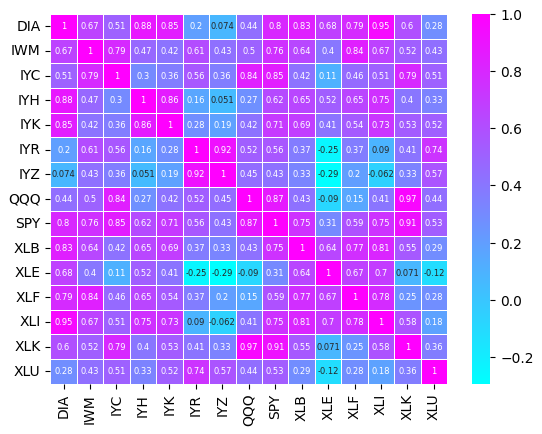 DIA 1 0.67 0.51 0.88 0.85 0.2 0.074 0.44 0.8 0.83 0.68 0.79 0.95 0.6 0.28
IWM 0.67 1 0.79 0.47 0.42 0.61 0.43 0.5 0.76 0.64 0.4 0.84 0.67 0.52 0.43
IYC 0.51 0.79 1 0.3 0.36 0.56 0.36 0.84 0.85 0.42 0.11 0.46 0.51 0.79 0.51
IYH 0.88 0.47 0.3 1 0.86 0.16 0.051 0.27 0.62 0.65 0.52 0.65 0.75 0.4 0.33
IYK 0.85 0.42 0.36 0.86 1 0.28 0.19 0.42 0.71 0.69 0.41 0.54 0.73 0.53 0.52
IYR 0.2 0.61 0.56 0.16 0.28 1 0.92 0.52 0.56 0.37 -0.25 0.37 0.09 0.41 0.74
IYZ 0.074 0.43 0.36 0.051 0.19 0.92 1 0.45 0.43 0.33 -0.29 0.2 -0.062 0.33 0.57
QQQ 0.44 0.5 0.84 0.27 0.42 0.52 0.45 1 0.87 0.43 -0.09 0.15 0.41 0.97 0.44
SPY 0.8 0.76 0.85 0.62 0.71 0.56 0.43 0.87 1 0.75 0.31 0.59 0.75 0.91 0.53
XLB 0.83 0.64 0.42 0.65 0.69 0.37 0.33 0.43 0.75 1 0.64 0.77 0.81 0.55 0.29
XLE 0.68 0.4 0.11 0.52 0.41 -0.25 -0.29 -0.09 0.31 0.64 1 0.67 0.7 0.071 -0.12
XLF 0.79 0.84 0.46 0.65 0.54 0.37 0.2 0.15 0.59 0.77 0.67 1 0.78 0.25 0.28
XLI 0.95 0.67 0.51 0.75 0.73 0.09 -0.062 0.41 0.75 0.81 0.7 0.78 1 0.58 0.18
XLK 0.6 0.52 0.79 0.4 0.53 0.41 0.33 0.97 0.91 0.55 0.071 0.25 0.58 1 0.36
XLU 0.28 0.43 0.51 0.33 0.52 0.74 0.57 0.44 0.53 0.29 -0.12 0.28 0.18 0.36 1
DIA IWM IYC IYH IYK IYR IYZ QQQ SPY XLB XLE XLF XLI XLK XLU
1.0
0.8
0.6
0.4
0.2
0.0
−0.2